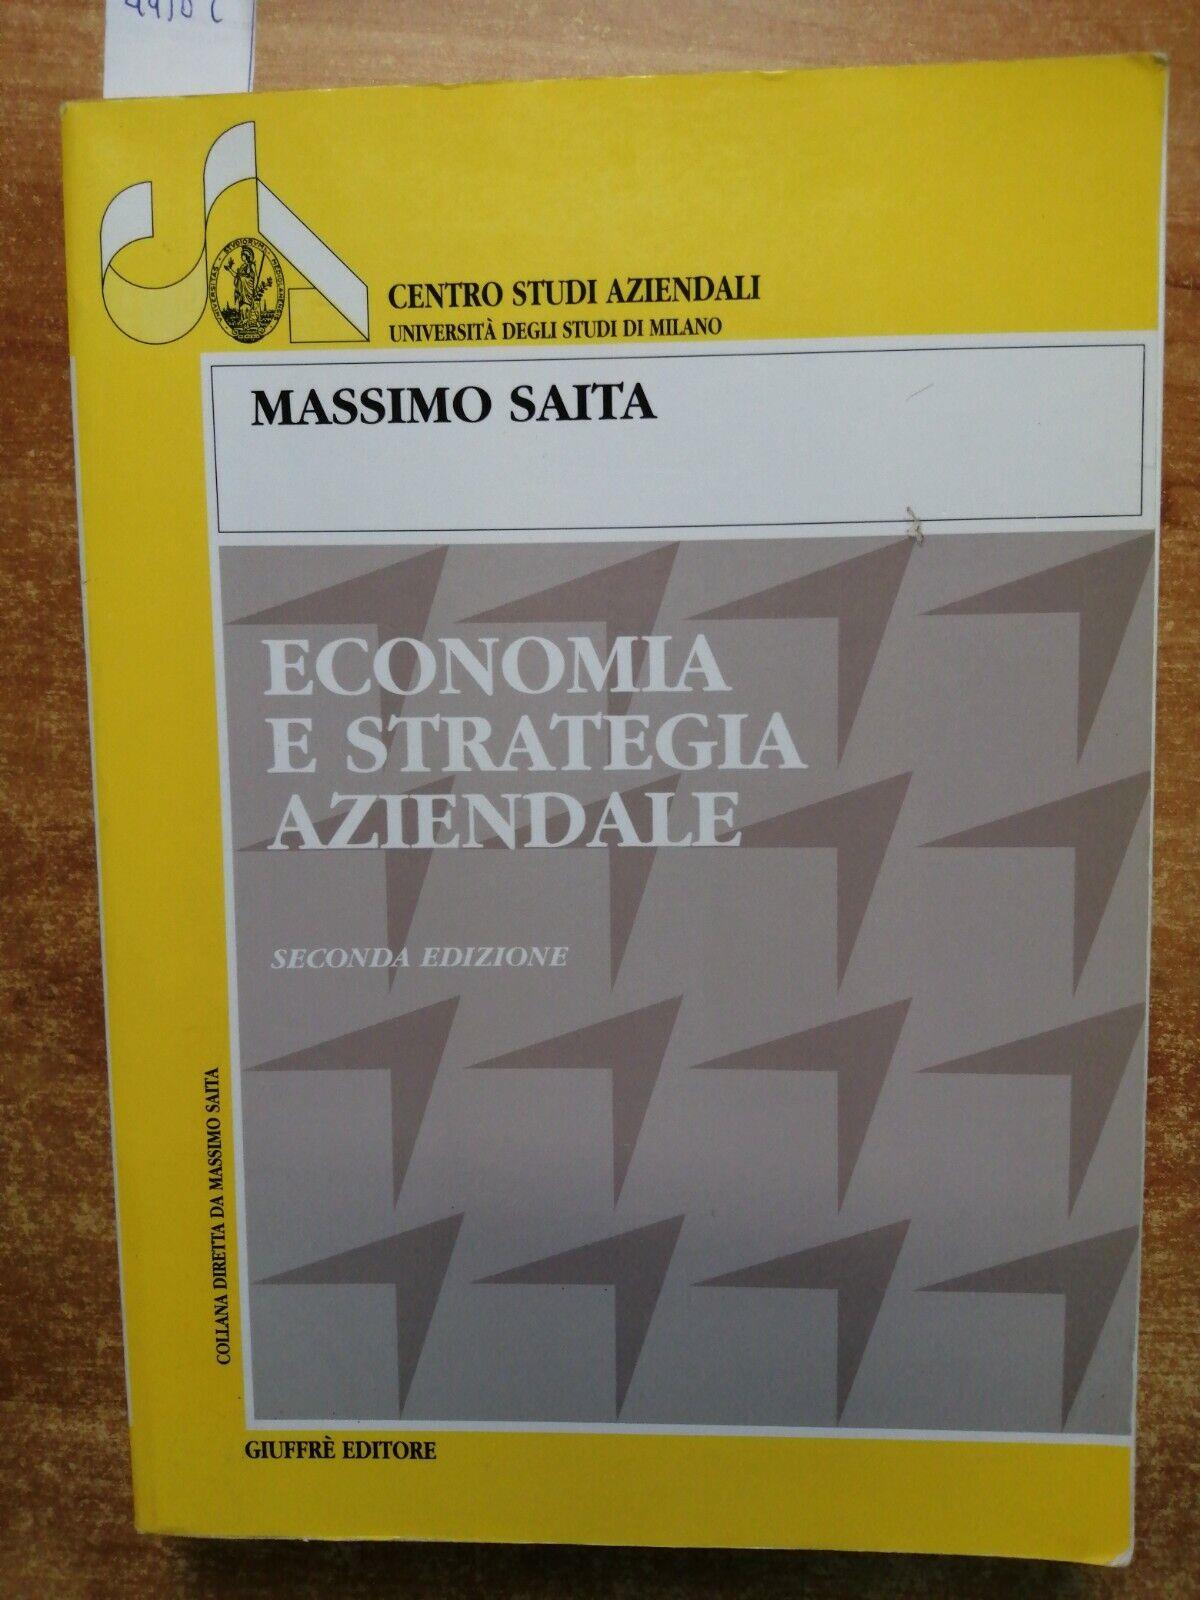 CENTRO STUDI AZIENDALI
UNIVERSITÀ DEGLI STUDI DI MILANO
MASSIMO SAITA
ECONOMIA
E STRATEGIA
AZIENDALE
SECONDA EDIZIONE
COLLANA DIRETTA DA MASSIMO SAITA
GIUFFRÈ EDITORE